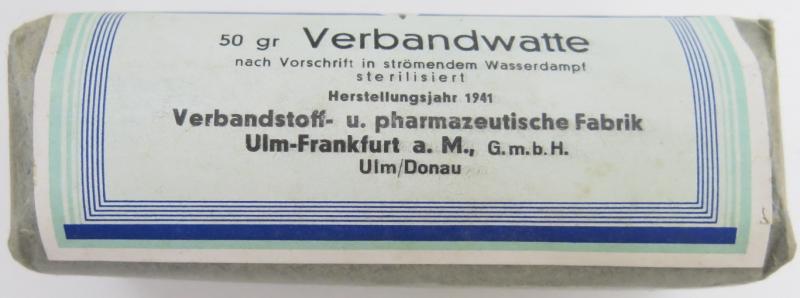 50 gr Verbandwatte
nach Vorschrift in strömendem Wasserdampf
sterilisiert
Herstellungsjahr 1941
Verbandstoff- u. pharmazeutische Fabrik
Ulm-Frankfurt a. M., G.m.b.H.
Ulm/Donau